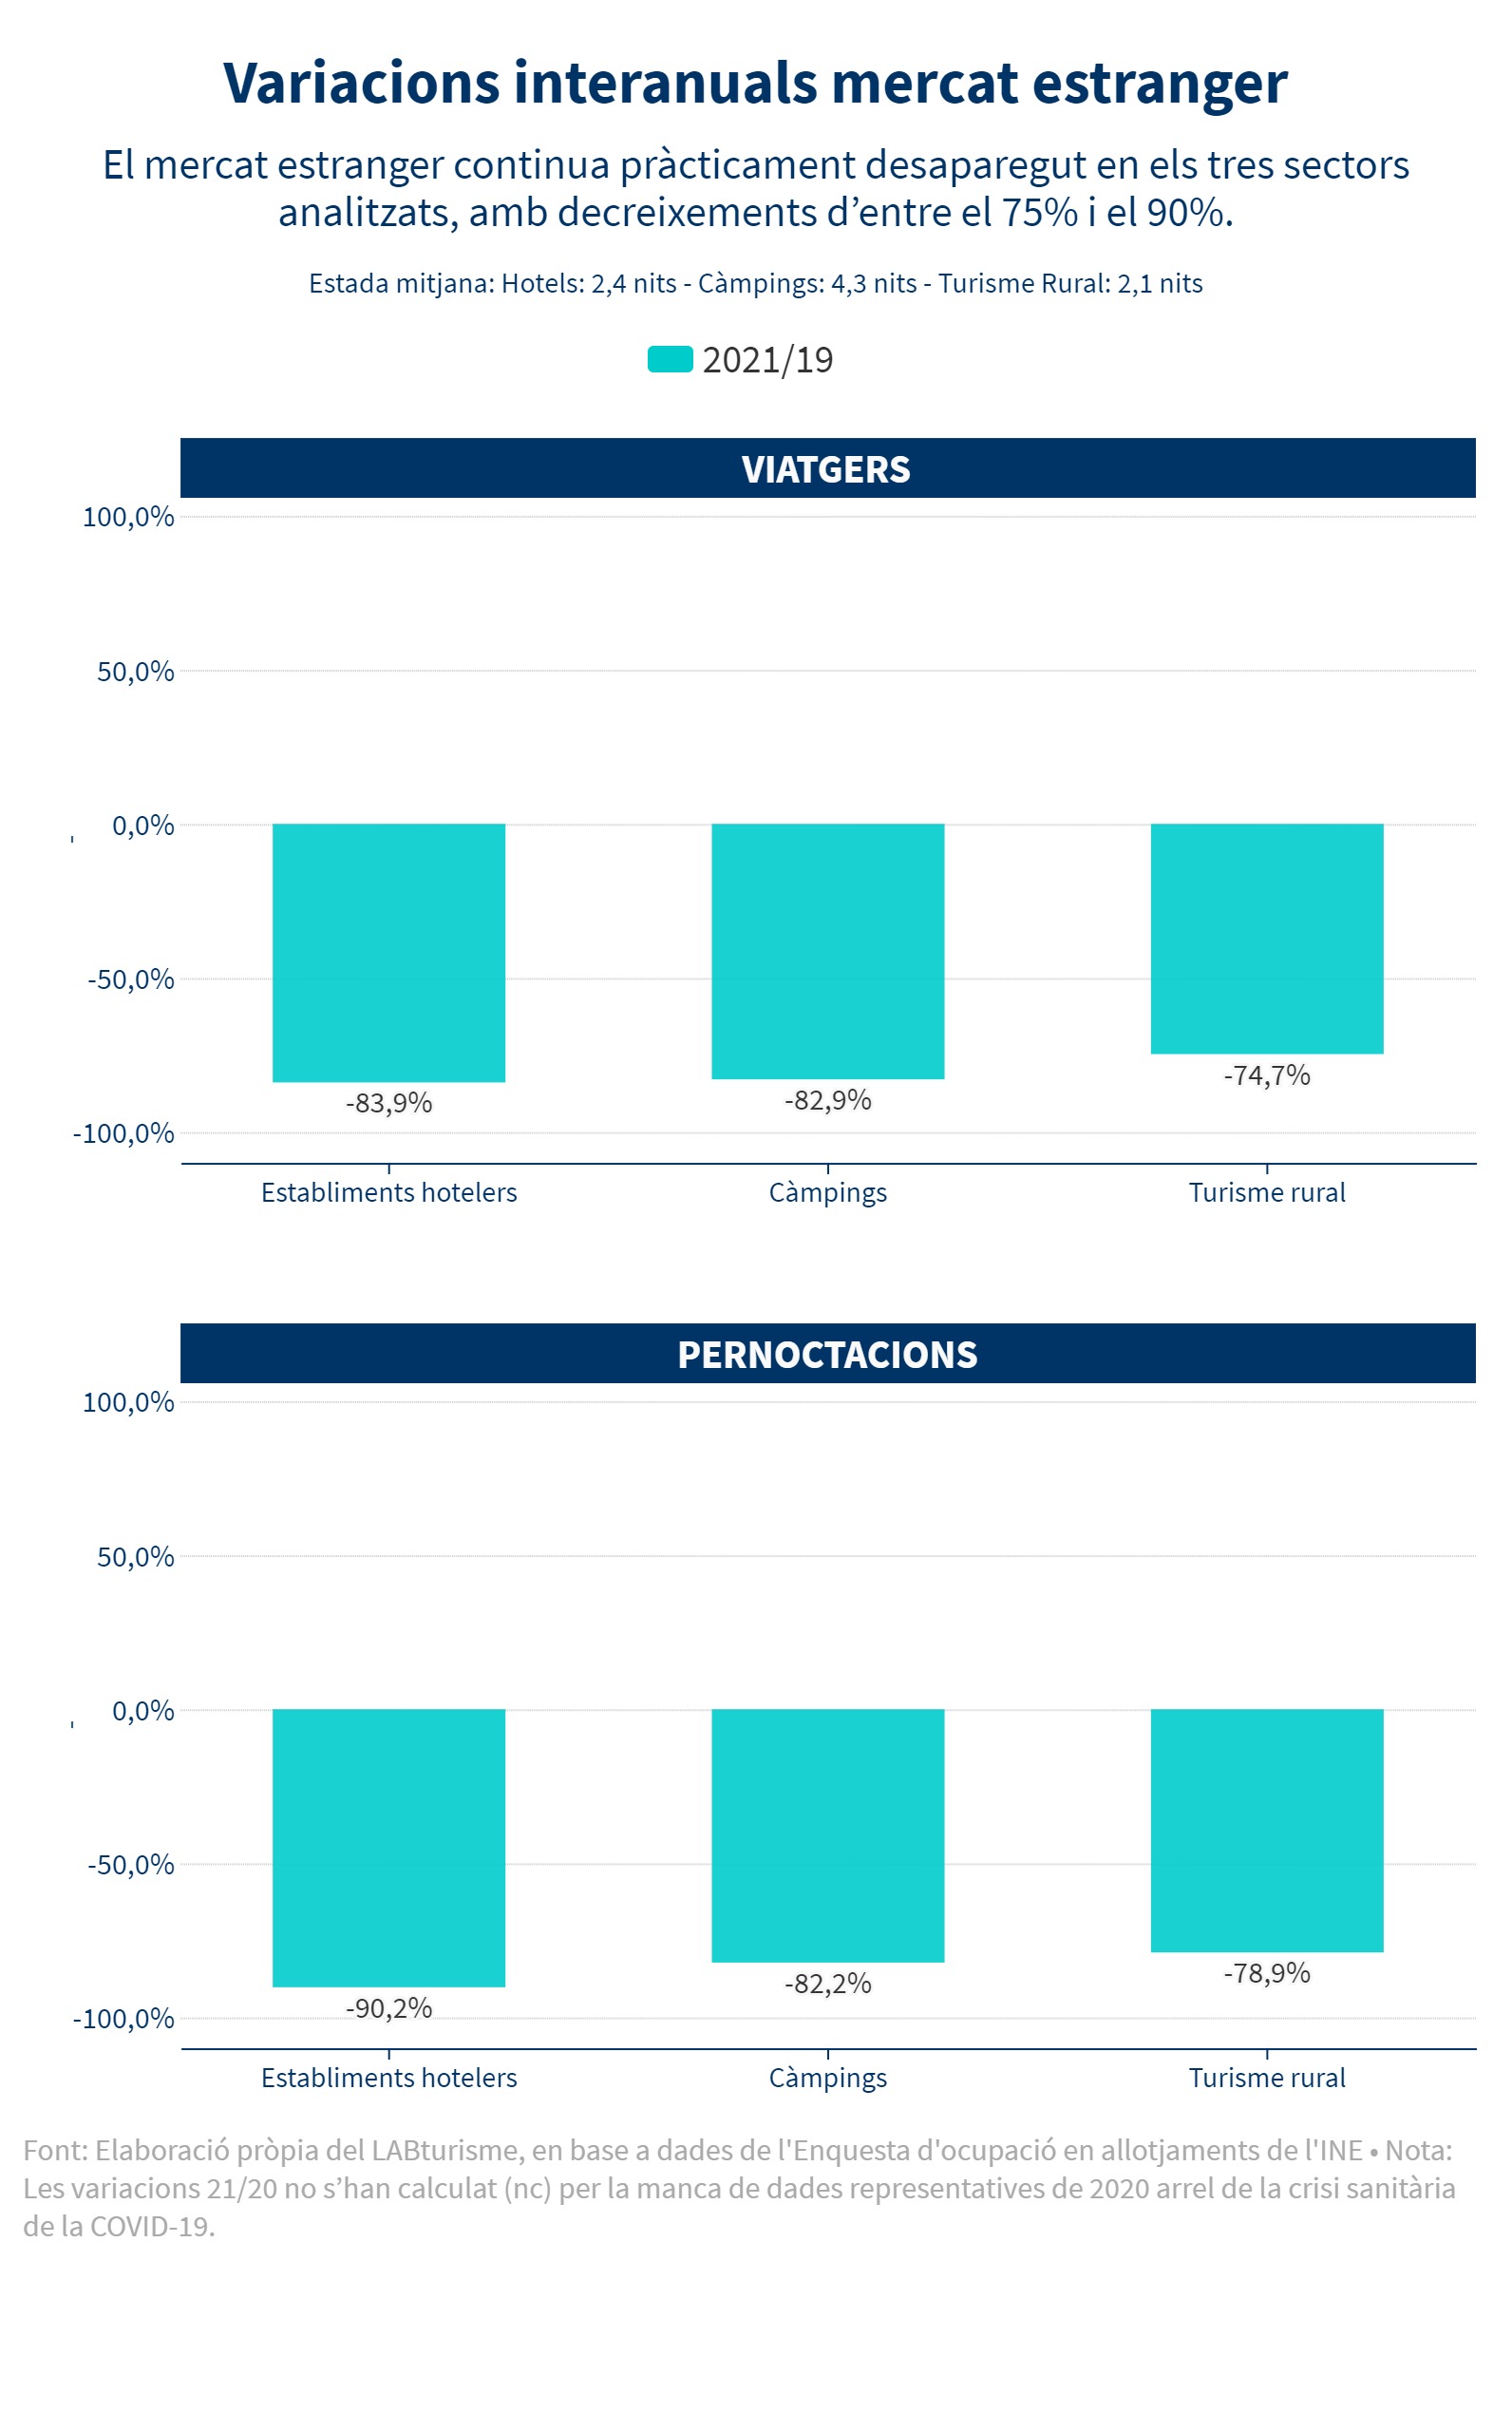 Variacions interanuals mercat estranger
El mercat estranger continua pràcticament desaparegut en els tres sectors
analitzats, amb decreixements d’entre el 75% i el 90%.
Estada mitjana: Hotels: 2,4 nits - Càmpings: 4,3 nits - Turisme Rural: 2,1 nits
2021/19
VIATGERS
100,0%
50,0%
0,0%
-50,0%
-100,0%
-83,9%
-82,9%
-74,7%
Establiments hotelers
Càmpings
Turisme rural
PERNOCTACIONS
100,0%
50,0%
0,0%
-50,0%
-100,0%
-90,2%
-82,2%
-78,9%
Establiments hotelers
Càmpings
Turisme rural
Font: Elaboració pròpia del LABturisme, en base a dades de l'Enquesta d'ocupació en allotjaments de l'INE • Nota:
Les variacions 21/20 no s’han calculat (nc) per la manca de dades representatives de 2020 arrel de la crisi sanitària
de la COVID-19.